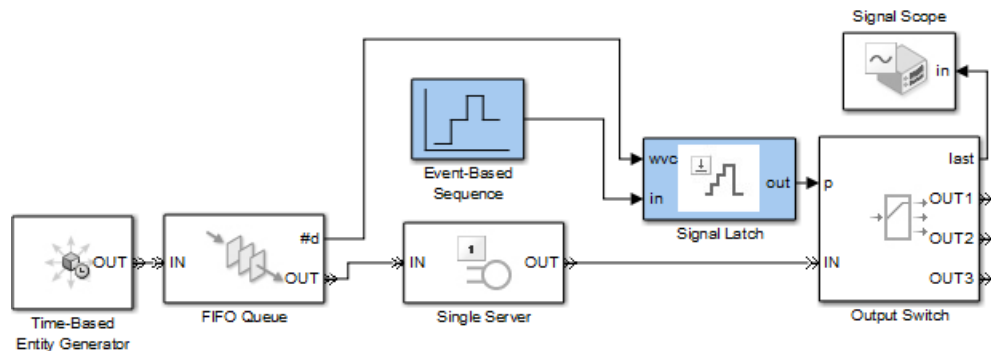 Signal Scope
in
Event-Based
Sequence
wvc
in
out
Signal Latch
last
p
OUT1
OUT2
OUT3
IN
Output Switch
OUT
Time-Based
Entity Generator
#d
IN
OUT
FIFO Queue
1
IN
OUT
Single Server